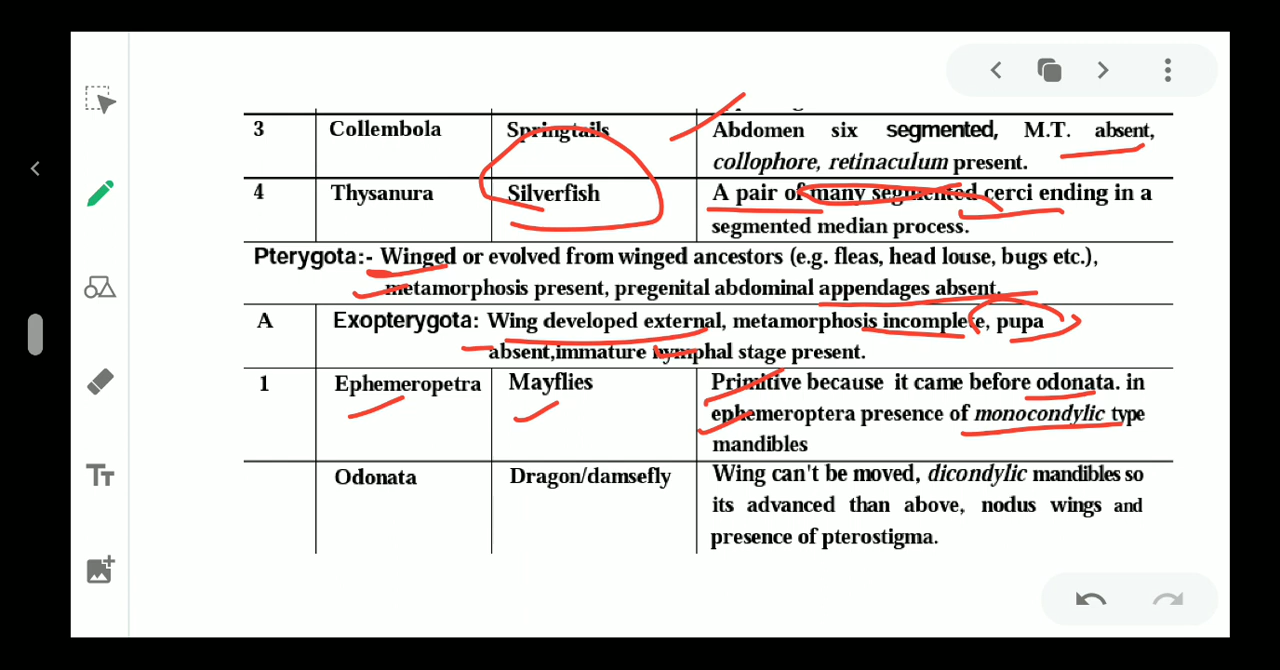 3 Collembola Springtails Abdomen six segmented, M.T. absent,
collophore, retinaculum present.
4 Thysanura Silverfish A pair of many segmented cerci ending in a
segmented median process.
Pterygota:- Winged or evolved from winged ancestors (e.g. fleas, head louse, bugs etc.),
metamorphosis present, pregenital abdominal appendages absent.
A Exopterygota: Wing developed external, metamorphosis incomplete, pupa
absent,immature nymphal stage present.
1 Ephemeropetra Mayflies Primitive because it came before odonata. in
ephemeroptera presence of monocondylic type
mandibles
Odonata Dragon/damsefly Wing can't be moved, dicondylic mandibles so
its advanced than above, nodus wings and
presence of pterostigma.
TT